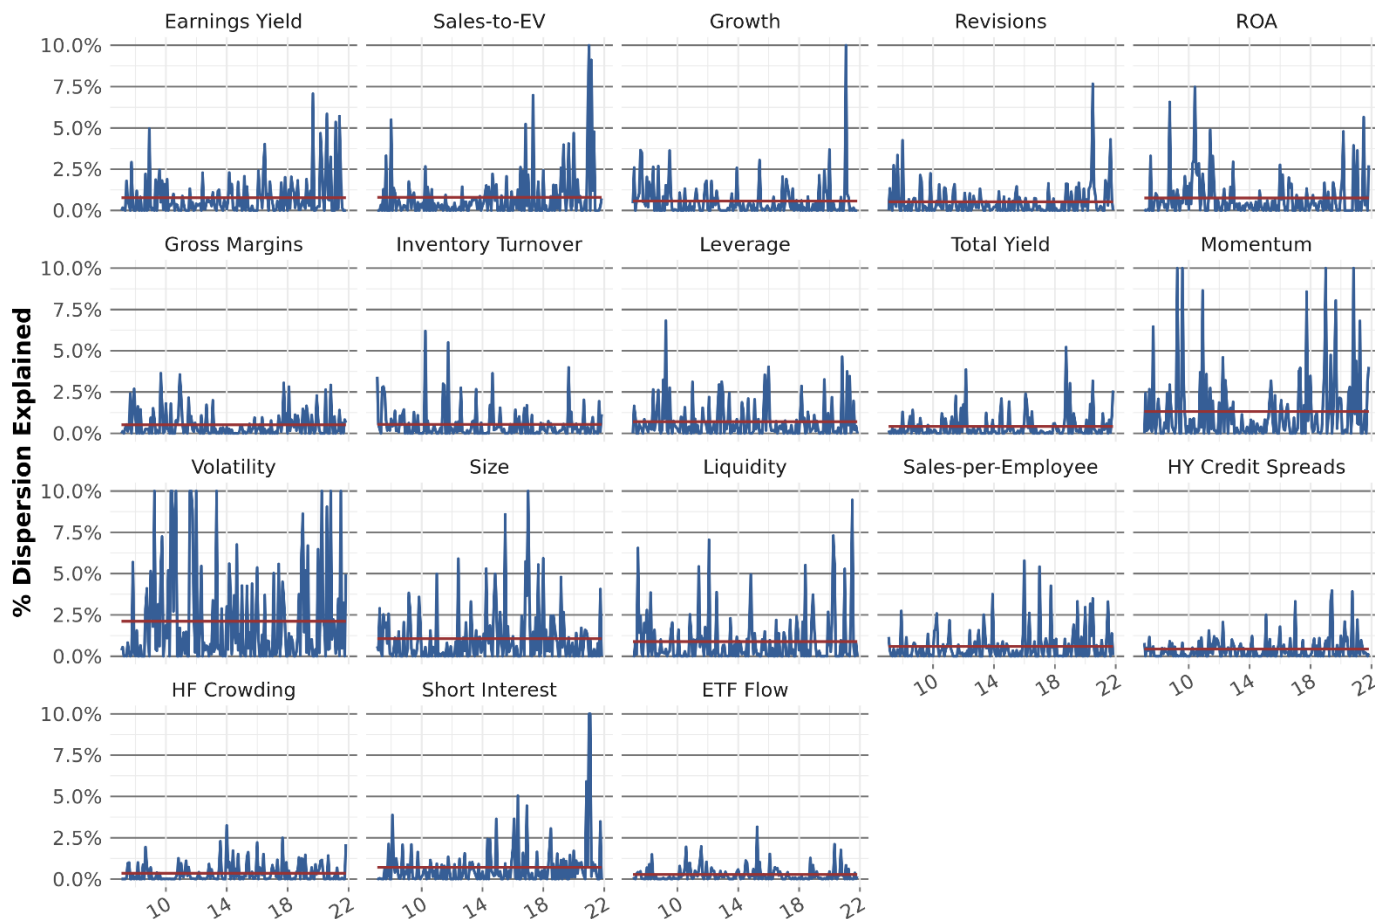 Earnings Yield Sales-to-EV Growth Revisions ROA
10.0%
7.5%
5.0%
2.5%
0.0%
Gross Margins Inventory Turnover Leverage Total Yield Momentum
10.0%
7.5%
5.0%
2.5%
0.0%
% Dispersion Explained
Volatility Size Liquidity Sales-per-Employee HY Credit Spreads
10.0%
7.5%
5.0%
2.5%
0.0%
10 14 18 22 10 14 18 22
HF Crowding Short Interest ETF Flow
10.0%
7.5%
5.0%
2.5%
0.0%
10 14 18 22 10 14 18 22 10 14 18 22